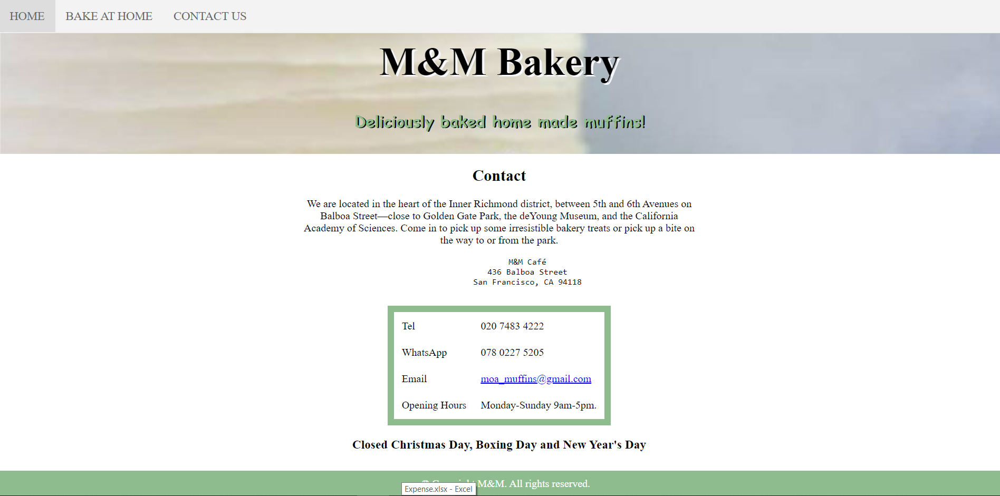 HOME BAKE AT HOME CONTACT US
M&M Bakery
Deliciously baked home made muffins!
Contact
We are located in the heart of the Inner Richmond district, between 5th and 6th Avenues on
Balboa Street—close to Golden Gate Park, the deYoung Museum, and the California
Academy of Sciences. Come in to pick up some irresistible bakery treats or pick up a bite on
the way to or from the park.
M&M Café
436 Balboa Street
San Francisco, CA 94118
Tel 020 7483 4222
WhatsApp 078 0227 5205
Email moa_muffins@gmail.com
Opening Hours Monday-Sunday 9am-5pm.
Closed Christmas Day, Boxing Day and New Year's Day
© Copyright M&M. All rights reserved.
Expense.xlsx - Excel